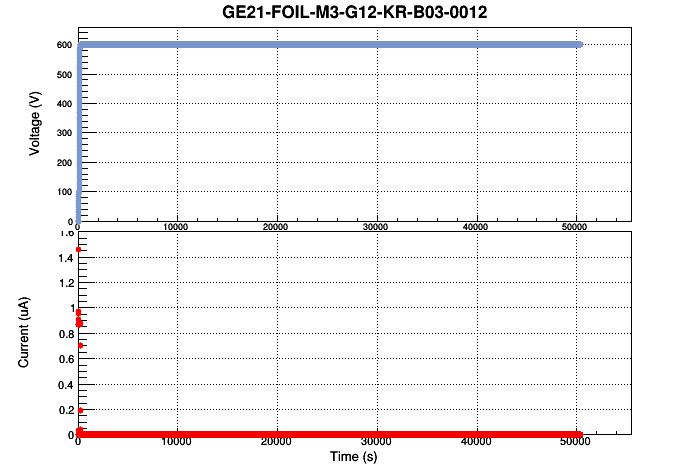 GE21-FOIL-M3-G12-KR-B03-0012
Voltage (V)
600
500
400
300
200
100
0
0 10000 20000 30000 40000 50000
Current (uA)
1.6
1.4
1.2
1
0.8
0.6
0.4
0.2
0
0 10000 20000 30000 40000 50000
Time (s)